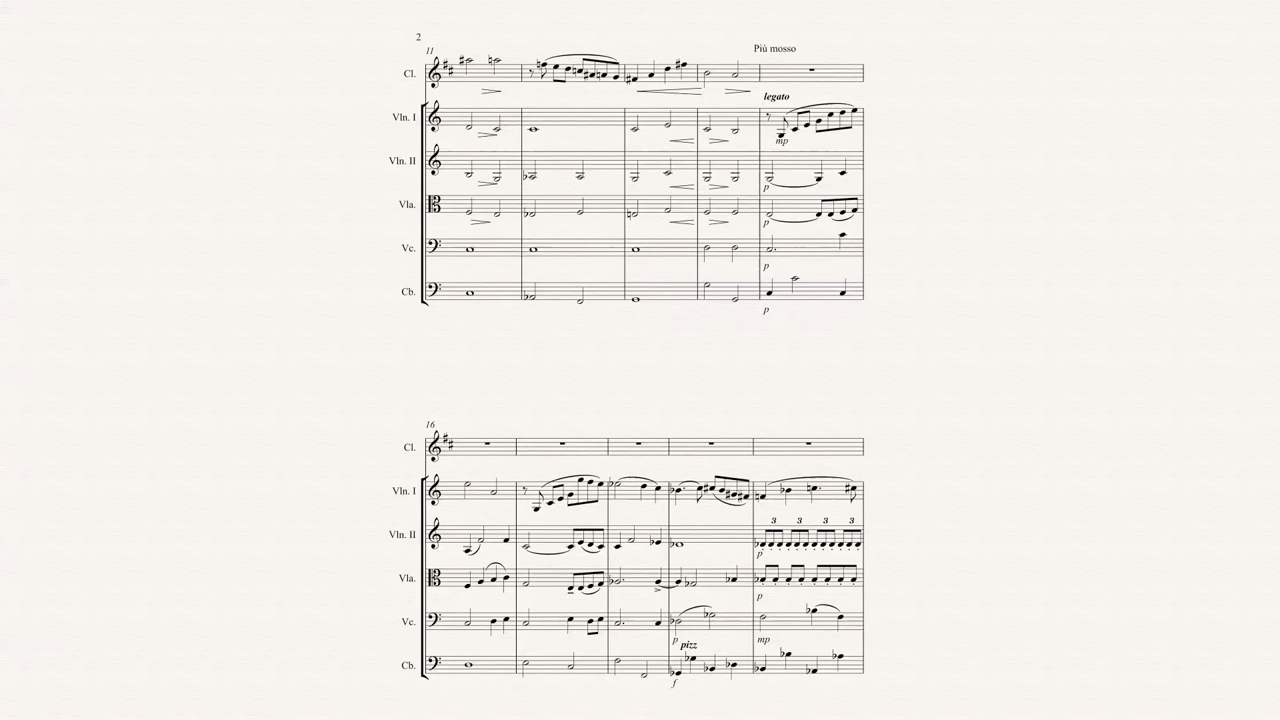 2
Più mosso
11
Cl.
legato
Vln. I
mp
Vln. II
p
Vla.
p
Vc.
p
Cb.
p
16
Cl.
Vln. I
3 3 3 3
Vln. II
p
Vla.
p
Vc.
p mp
pizz
Cb.
f